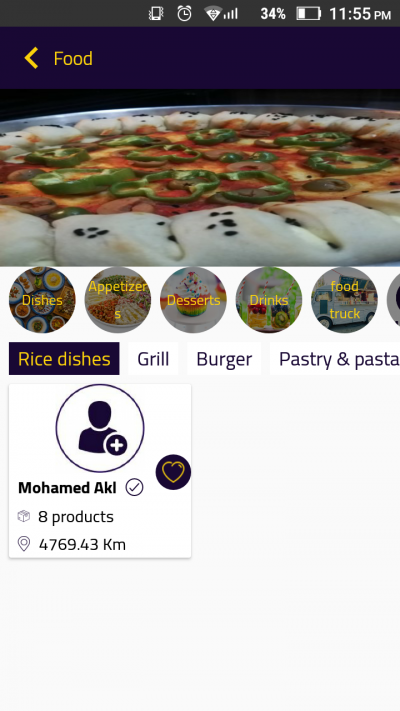 34% 11:55 PM
Food
Dishes
Appetizer
s
Desserts
Drinks
food
truck
Rice dishes Grill Burger Pastry & pasta
Mohamed Akl
8 products
4769.43 Km